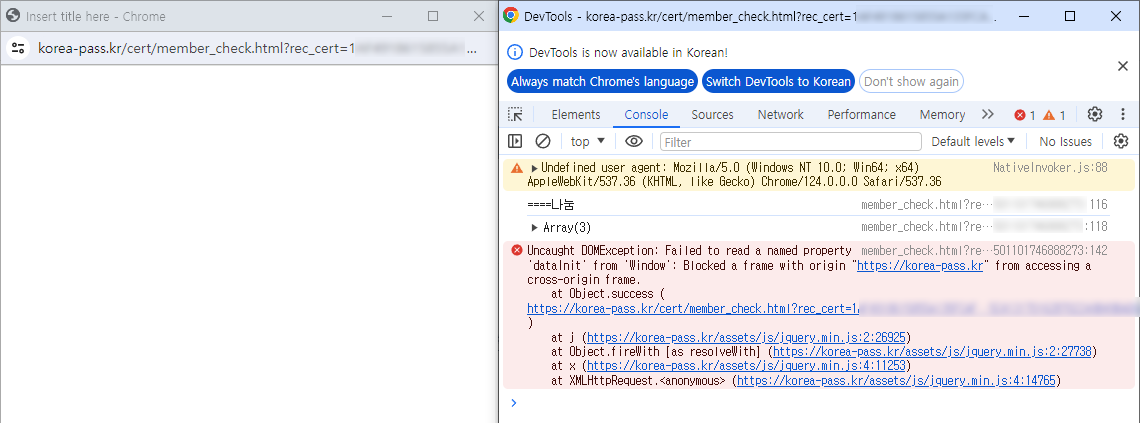 Insert title here - Chrome
korea-pass.kr/cert/member_check.html?rec_cert=1 ...
DevTools - korea-pass.kr/cert/member_check.html?rec_cert=1 ...
DevTools is now available in Korean!
Always match Chrome's language
Switch DevTools to Korean
Don't show again
Elements Console Sources Network Performance Memory 1 1
top Filter Default levels No Issues
Undefined user agent: Mozilla/5.0 (Windows NT 10.0; Win64; x64) NativeInvoker.js:88
AppleWebKit/537.36 (KHTML, like Gecko) Chrome/124.0.0.0 Safari/537.36
====나눔 member_check.html?re… 116
Array(3) member_check.html?re… :118
Uncaught DOMException: Failed to read a named property member_check.html?re…501101746888273:142
'dataInit' from 'Window': Blocked a frame with origin "https://korea-pass.kr" from accessing a
cross-origin frame.
at Object.success (
https://korea-pass.kr/cert/member_check.html?rec_cert=1
)
at j (https://korea-pass.kr/assets/js/jquery.min.js:2:26925)
at Object.fireWith [as resolveWith] (https://korea-pass.kr/assets/js/jquery.min.js:2:27738)
at x (https://korea-pass.kr/assets/js/jquery.min.js:4:11253)
at XMLHttpRequest.<anonymous> (https://korea-pass.kr/assets/js/jquery.min.js:4:14765)